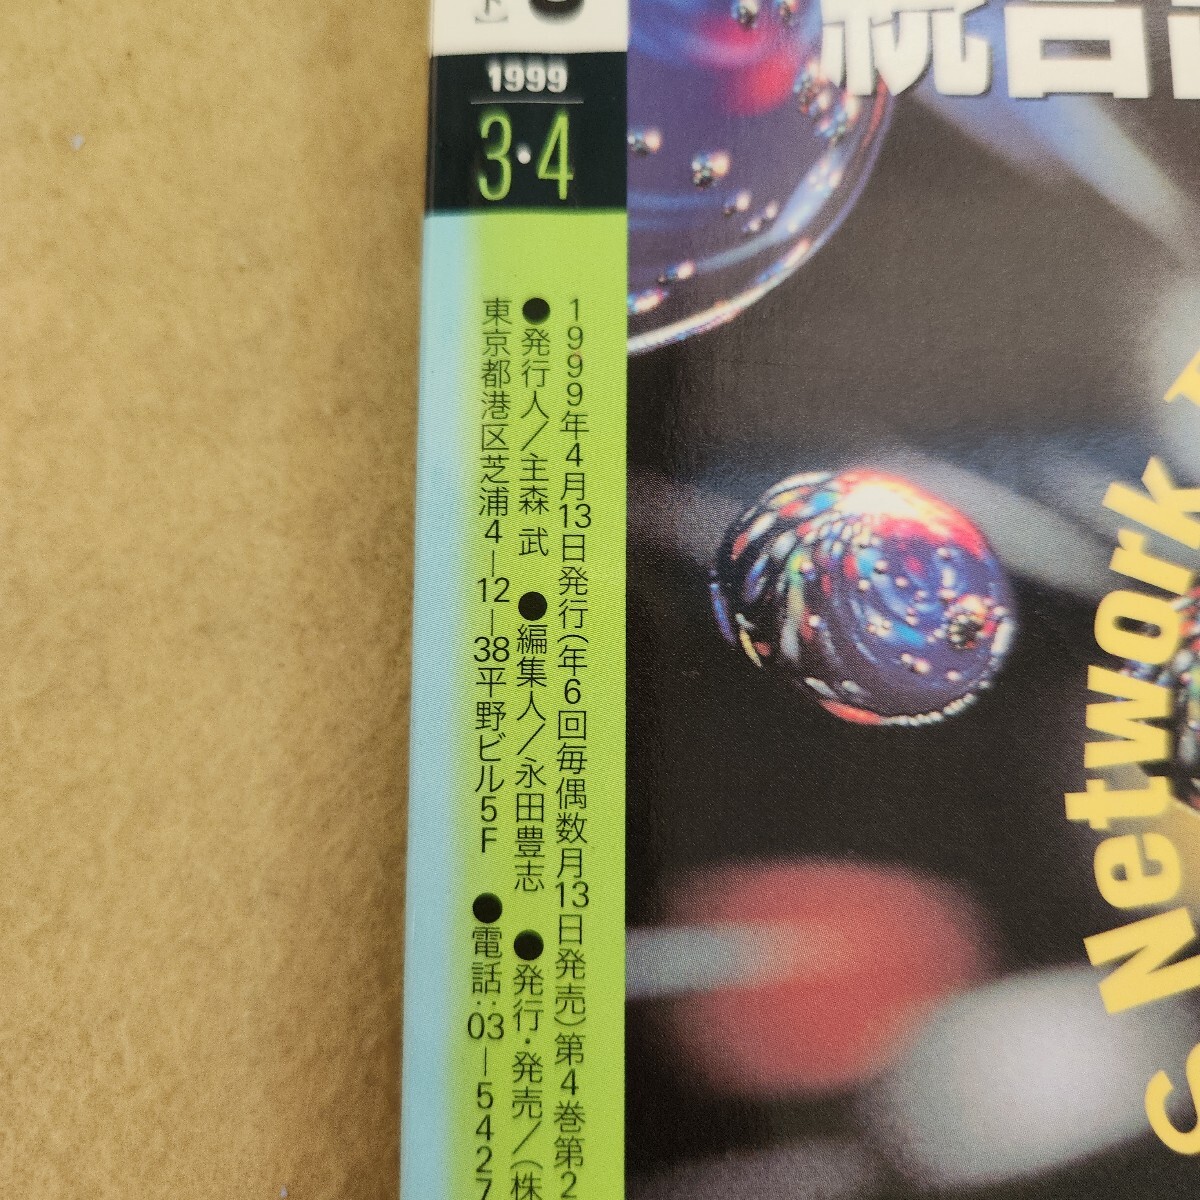 ト】
1999
3・4
1999年4月13日発行（年6回毎偶数月13日発売）第4巻第2
●発行人／主森 武 ●編集人／永田豊志 ●発行・発売／（株
東京都港区芝浦4―12―38平野ビル5F ●電話：03―5427
統合
Network